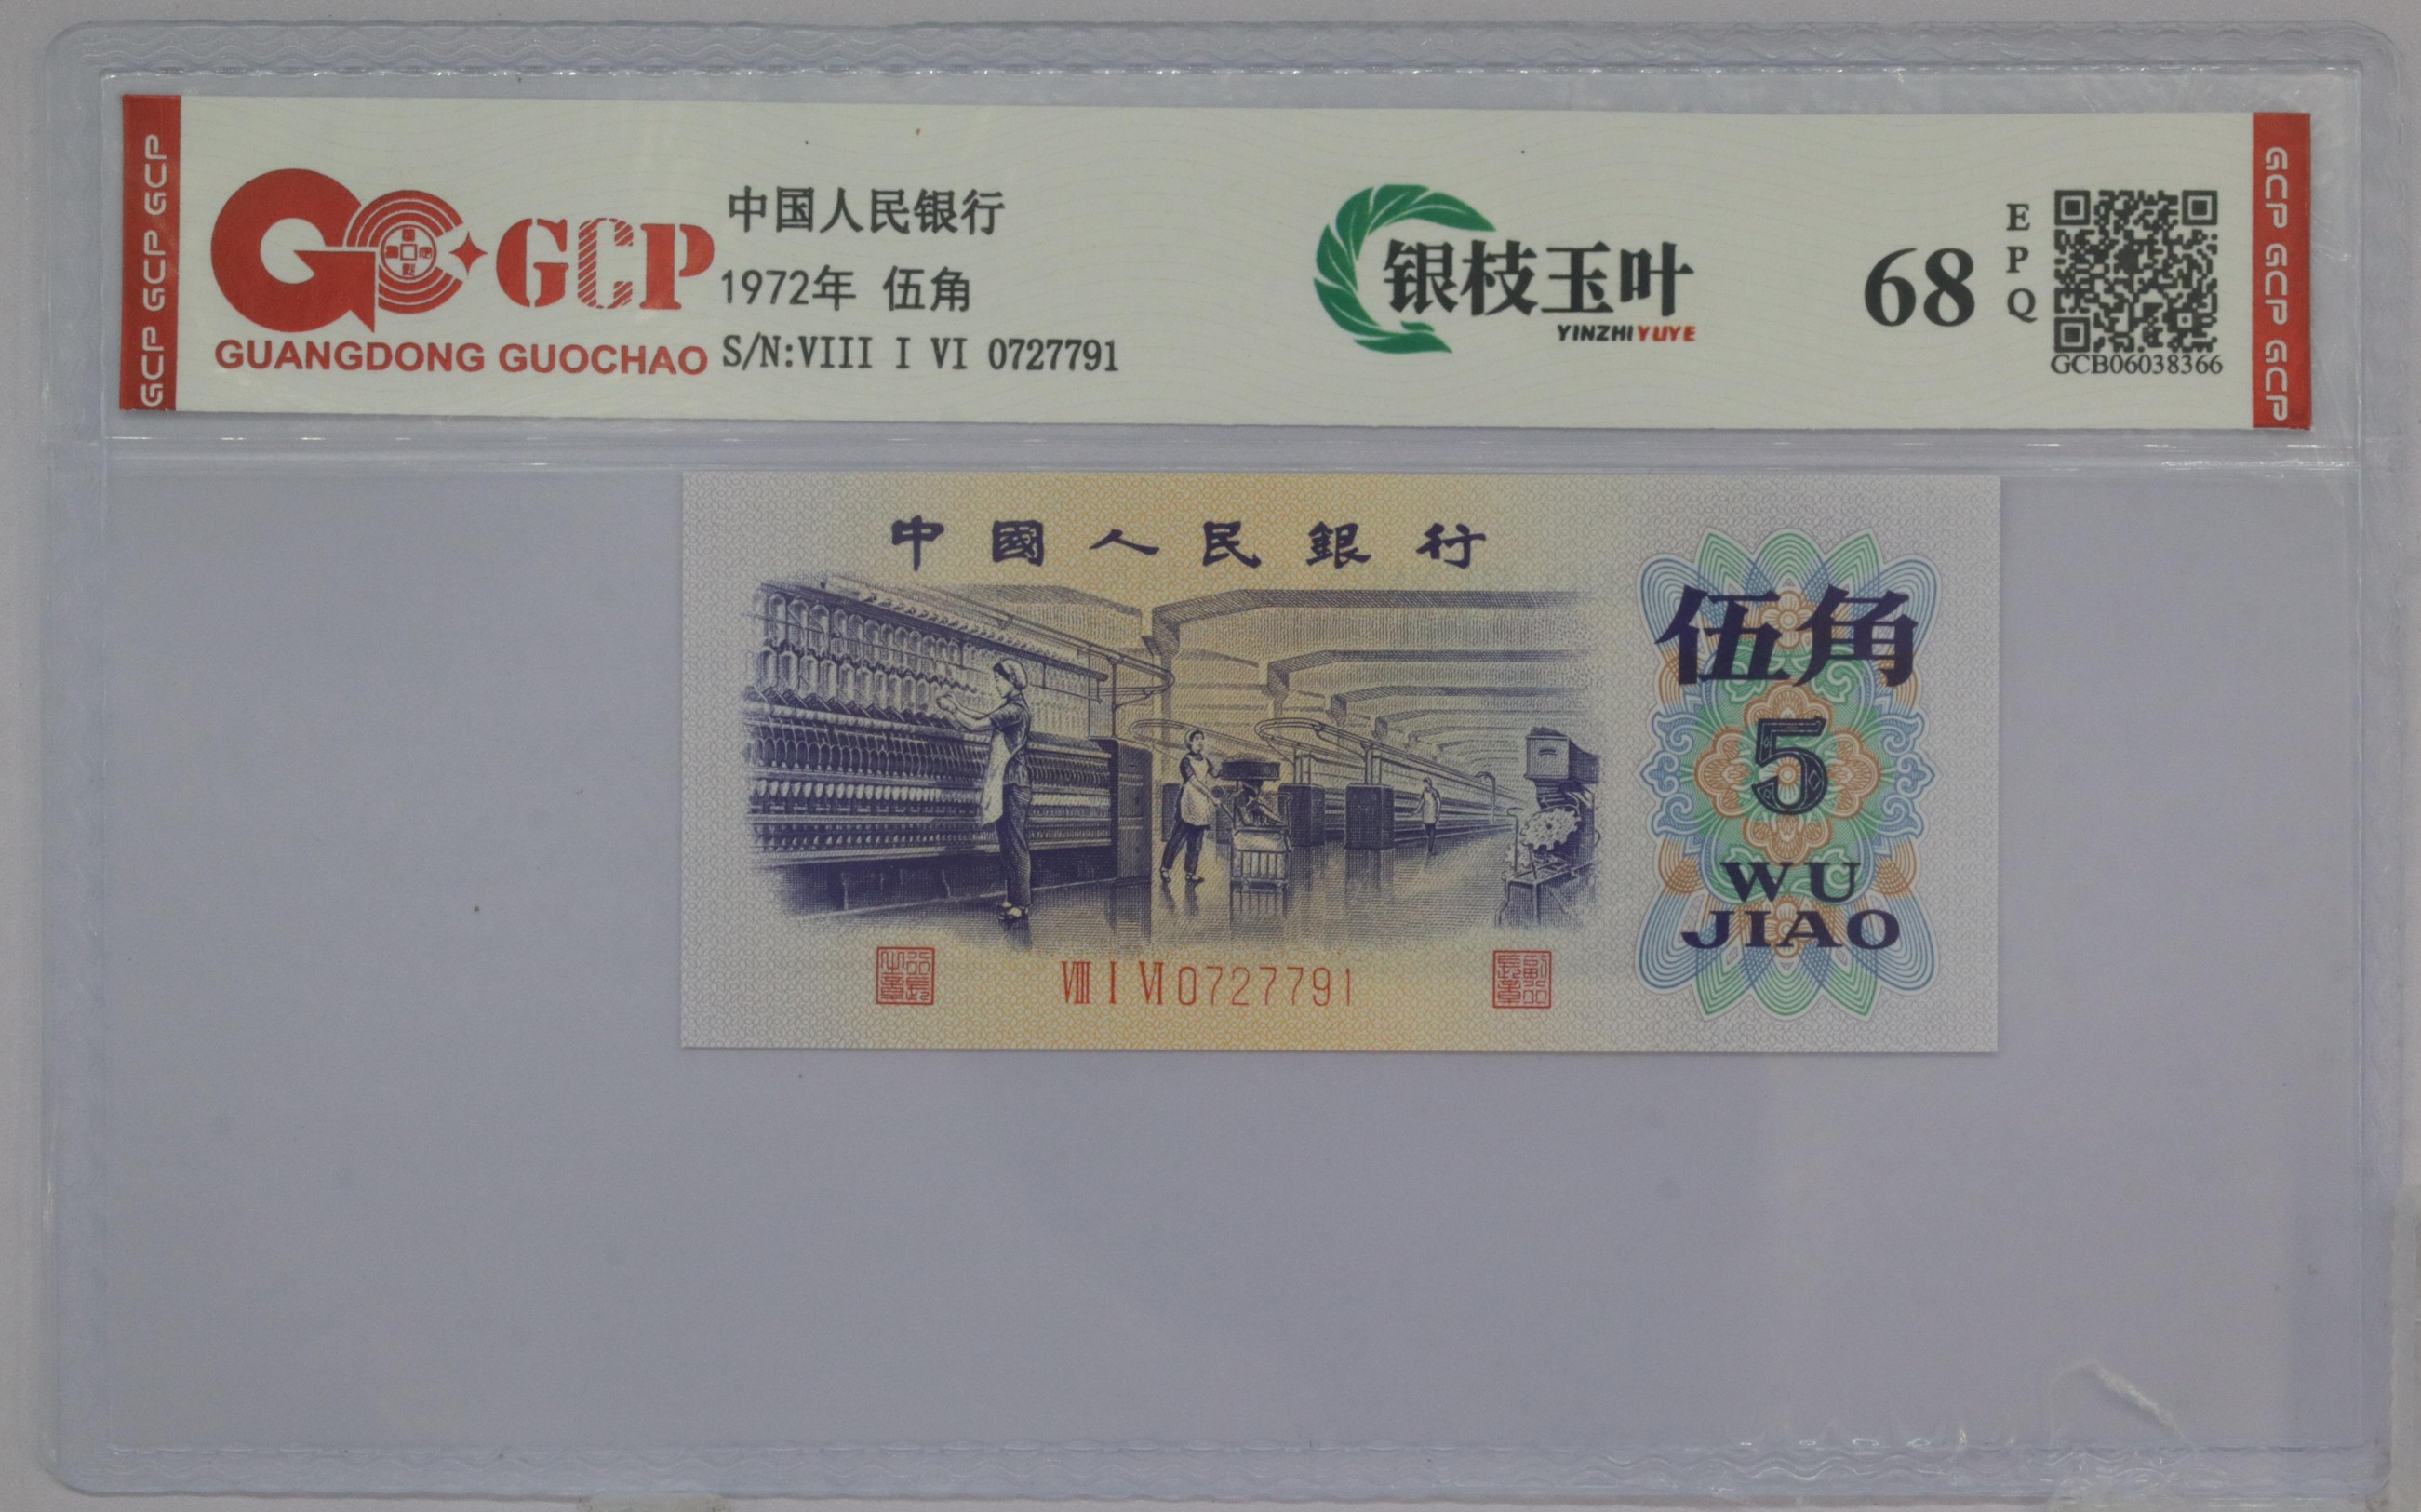 GCP GCP GCP
GCP
GUANGDONG GUOCHAO
中国人民银行
1972年 伍角
S/N:VIII I VI 0727791
银枝玉叶
YINZHIYUYE
68
EPQ
GCB06038366
GCP GCP GCP
中國人民銀行
伍角
5
WU
JIAO
VIII I VI 0727791